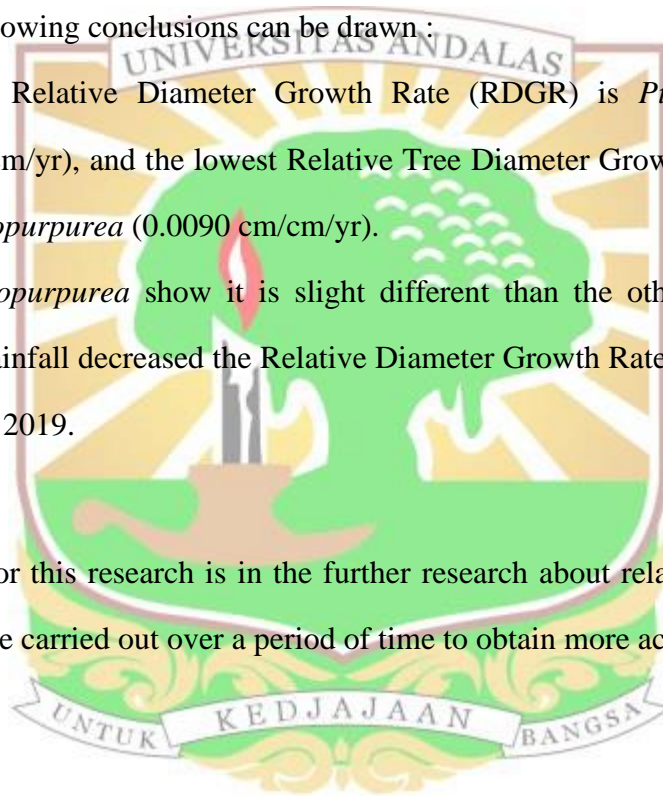 owing conclusions can be drawn :
UNIVERSITAS ANDALAS
Relative Diameter Growth Rate (RDGR) is
cm/yr), and the lowest Relative Tree Diameter Grow
opurpurea (0.0090 cm/cm/yr).
opurpurea show it is slight different than the oth
ainfall decreased the Relative Diameter Growth Rate
2019.
or this research is in the further research about rela
e carried out over a period of time to obtain more ac
UNTUK KEDJAJAAN BANGSA